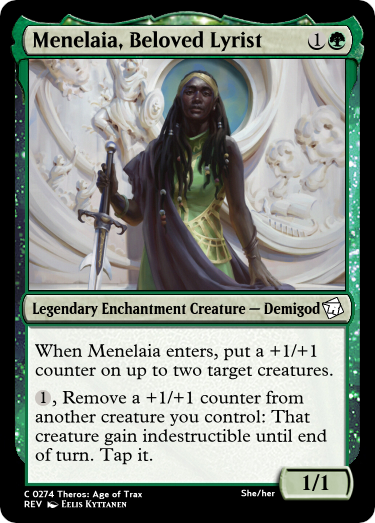 Menelaia, Beloved Lyrist 1
Legendary Enchantment Creature — Demigod
When Menelaia enters, put a +1/+1
counter on up to two target creatures.
1, Remove a +1/+1 counter from
another creature you control: That
creature gain indestructible until end
of turn. Tap it.
1/1
C 0274 Theros: Age of Trax She/her
REV Eelis Kyttanen